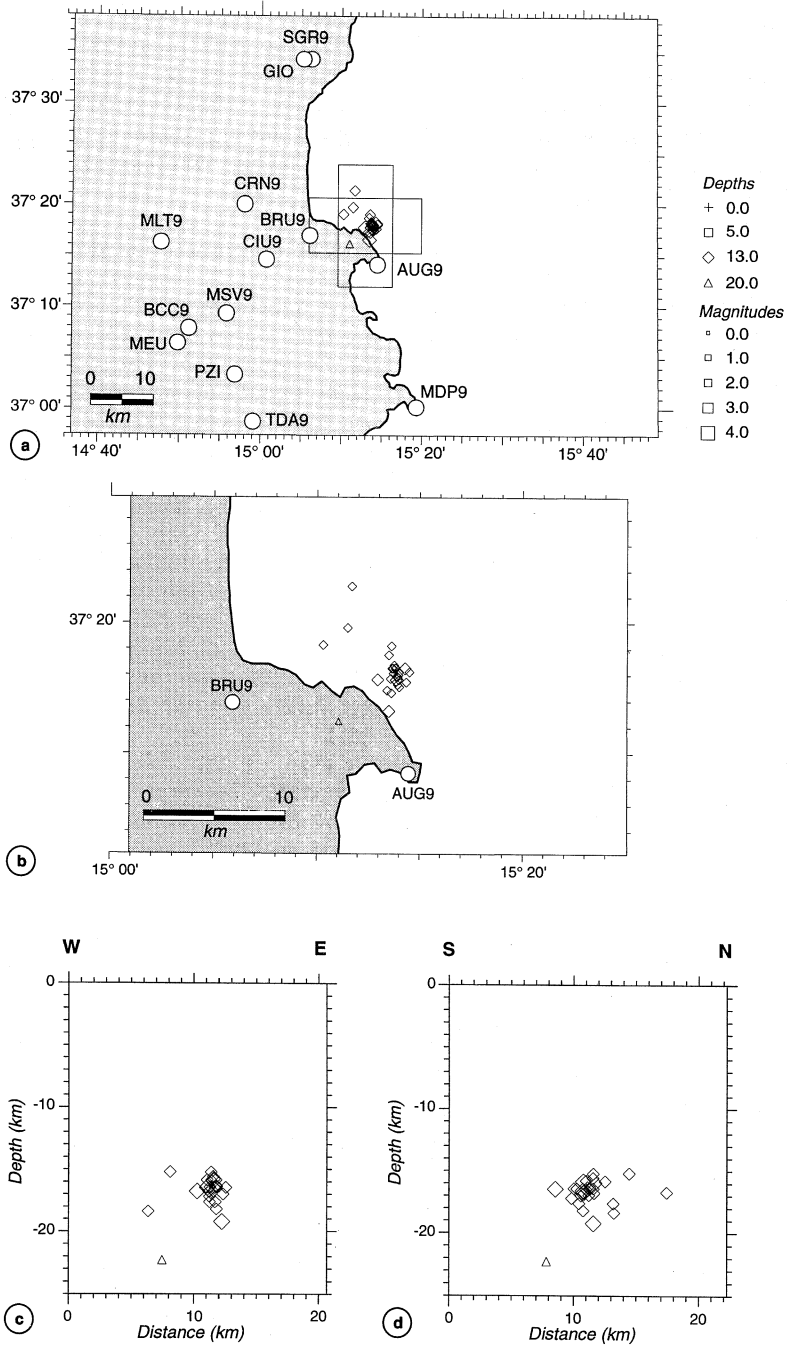 SGR9
GIO
37° 30'
CRN9
37° 20'
MLT9
BRU9
CIU9
AUG9
37° 10'
MSV9
BCC9
MEU
PZI
0 10
km
MDP9
37° 00'
TDA9
a
14° 40'
15° 00'
15° 20'
15° 40'
Depths
0.0
5.0
13.0
20.0
Magnitudes
0.0
1.0
2.0
3.0
4.0
37° 20'
BRU9
AUG9
0 10
km
b
15° 00'
15° 20'
W E
0
-10
-20
Depth (km)
0 10 20
Distance (km)
c
S N
0
-10
-20
Depth (km)
0 10 20
Distance (km)
d